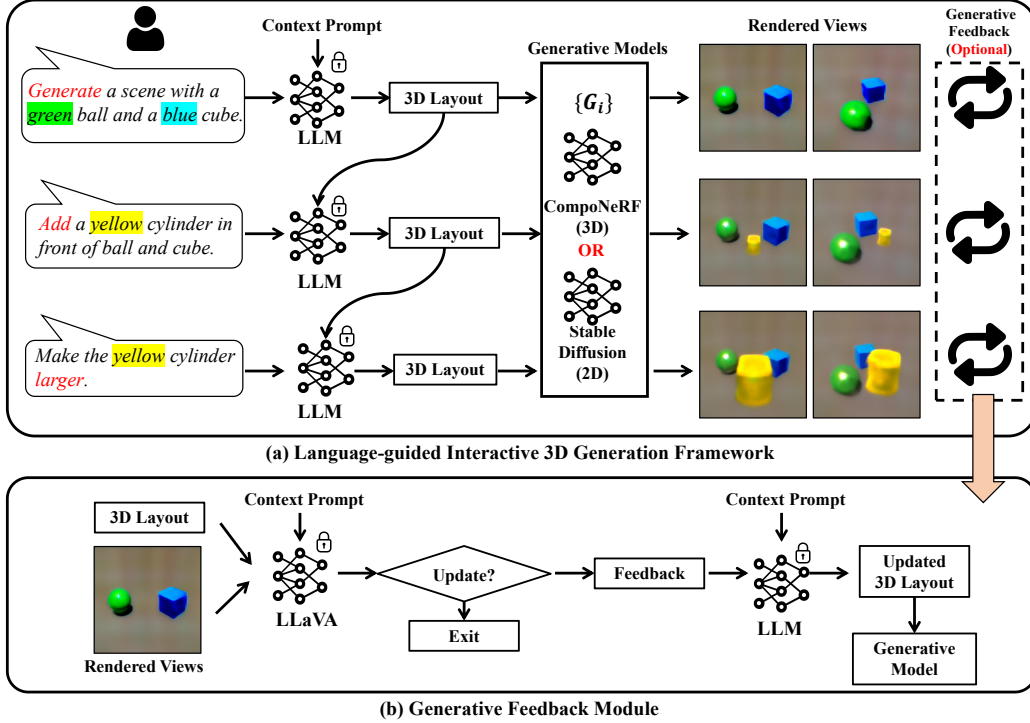 Context Prompt
Rendered Views
Generative
Feedback
(Optional)
Generative Models
Generate a scene with a
green ball and a blue cube.
LLM
3D Layout
{G_i}
Add a yellow cylinder in
front of ball and cube.
LLM
3D Layout
CompoNeRF
(3D)
OR
Stable
Diffusion
(2D)
Make the yellow cylinder
larger.
LLM
3D Layout
(a) Language-guided Interactive 3D Generation Framework
3D Layout
Rendered Views
Context Prompt
LLaVA
Update?
Exit
Feedback
Context Prompt
LLM
Updated
3D Layout
Generative
Model
(b) Generative Feedback Module